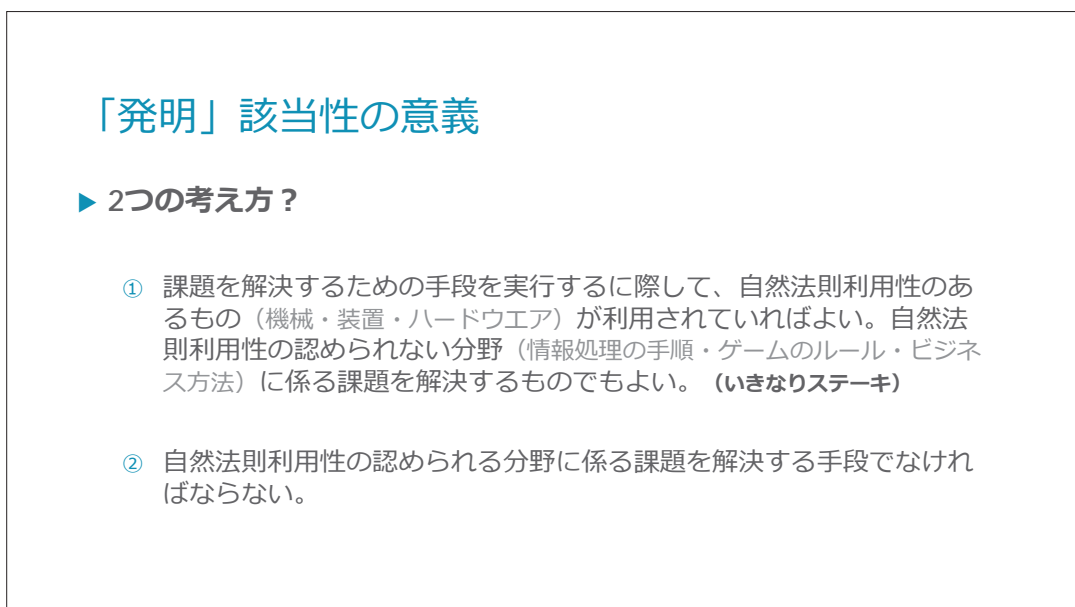 「発明」該当性の意義
▶ 2つの考え方？
① 課題を解決するための手段を実行するに際して、自然法則利用性のあ
るもの（機械・装置・ハードウエア）が利用されていればよい。自然法
則利用性の認められない分野（情報処理の手順・ゲームのルール・ビジネ
ス方法）に係る課題を解決するものでもよい。（いきなりステーキ）
② 自然法則利用性の認められる分野に係る課題を解決する手段でなけれ
ばならない。